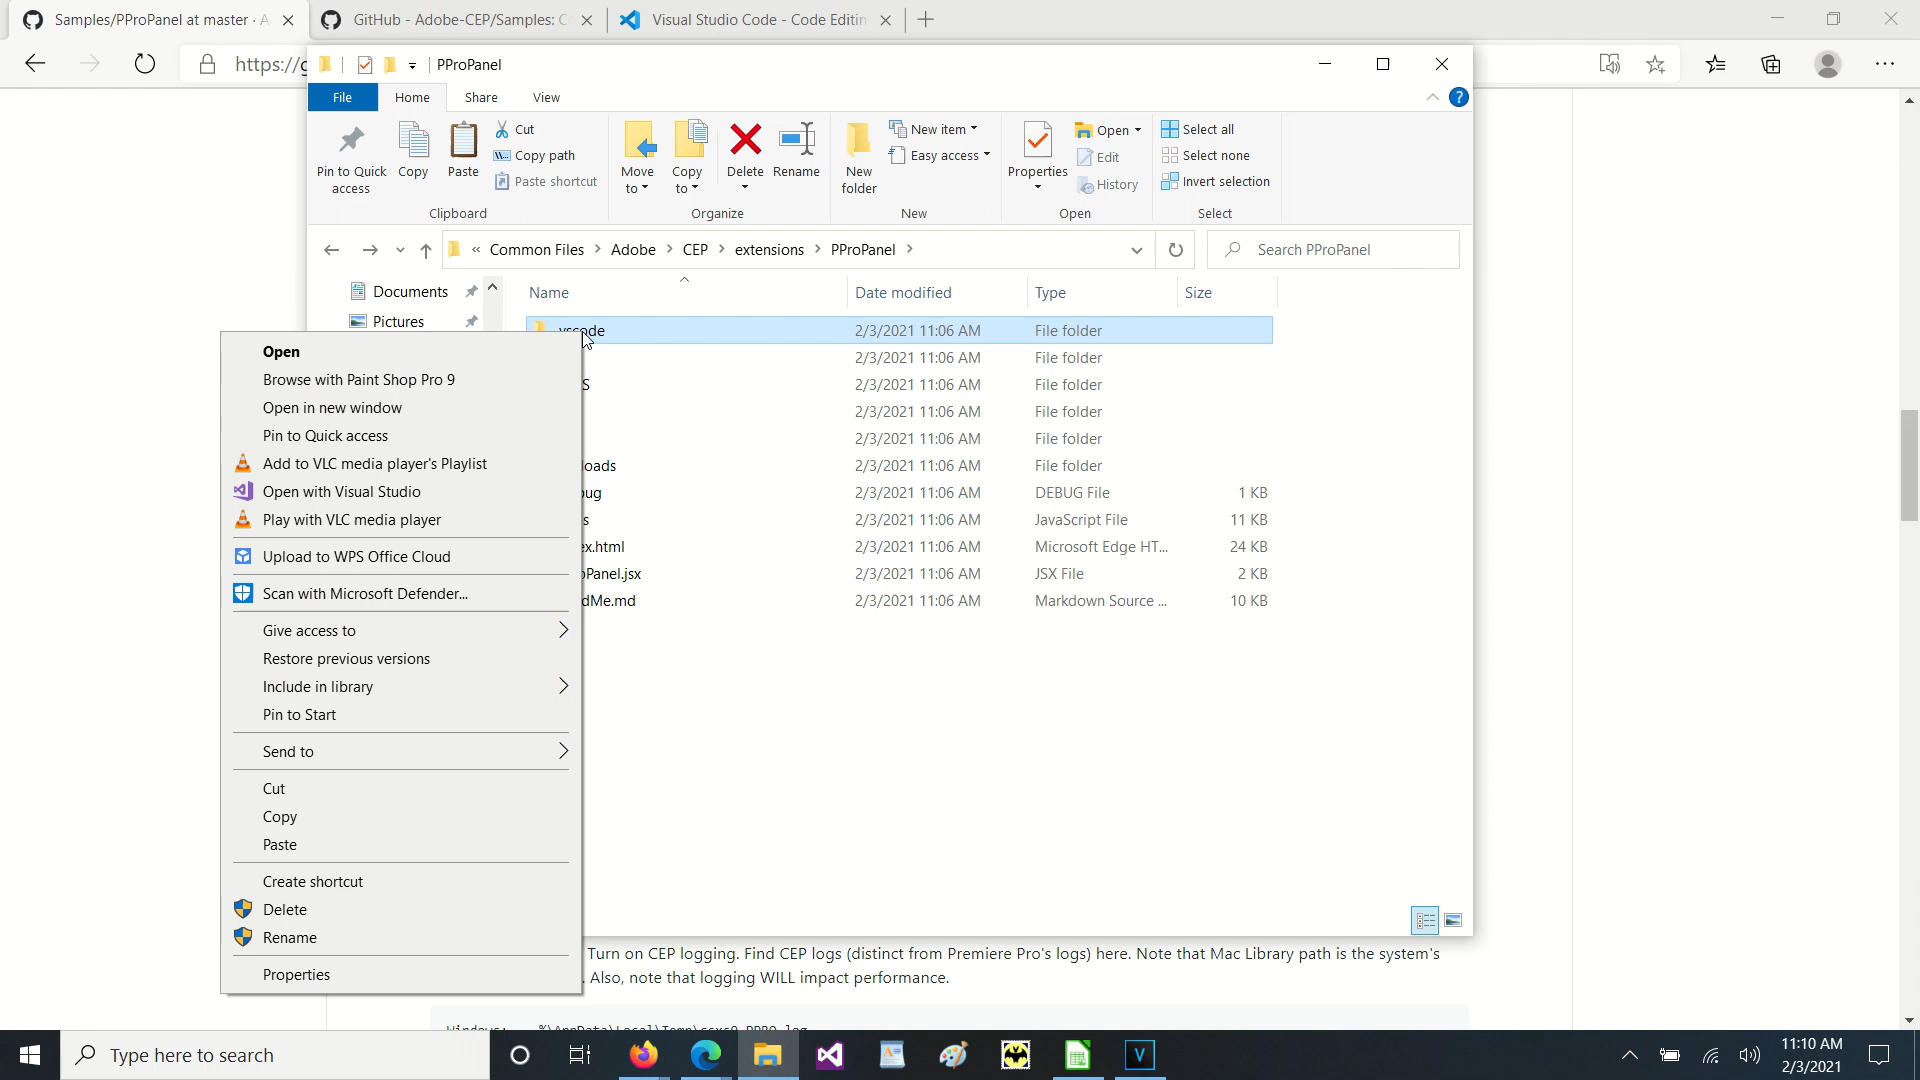 Samples/PProPanel at master · A
GitHub - Adobe-CEP/Samples: C
Visual Studio Code - Code Editin
https://g
PProPanel
File
Home
Share
View
Pin to Quick access
Copy
Paste
Cut
Copy path
Paste shortcut
Clipboard
Move to
Copy to
Delete
Rename
Organize
New folder
New item
Easy access
New
Properties
Open
Edit
History
Open
Select all
Select none
Invert selection
Select
« Common Files > Adobe > CEP > extensions > PProPanel >
Search PProPanel
Documents
Pictures
Name
Date modified
Type
Size
vscode 2/3/2021 11:06 AM File folder
2/3/2021 11:06 AM File folder
S 2/3/2021 11:06 AM File folder
2/3/2021 11:06 AM File folder
2/3/2021 11:06 AM File folder
loads 2/3/2021 11:06 AM File folder
ug 2/3/2021 11:06 AM DEBUG File 1 KB
s 2/3/2021 11:06 AM JavaScript File 11 KB
ex.html 2/3/2021 11:06 AM Microsoft Edge HT... 24 KB
oPanel.jsx 2/3/2021 11:06 AM JSX File 2 KB
dMe.md 2/3/2021 11:06 AM Markdown Source ... 10 KB
Open
Browse with Paint Shop Pro 9
Open in new window
Pin to Quick access
Add to VLC media player's Playlist
Open with Visual Studio
Play with VLC media player
Upload to WPS Office Cloud
Scan with Microsoft Defender...
Give access to
Restore previous versions
Include in library
Pin to Start
Send to
Cut
Copy
Paste
Create shortcut
Delete
Rename
Properties
Turn on CEP logging. Find CEP logs (distinct from Premiere Pro's logs) here. Note that Mac Library path is the system's
. Also, note that logging WILL impact performance.
Type here to search
V
11:10 AM
2/3/2021